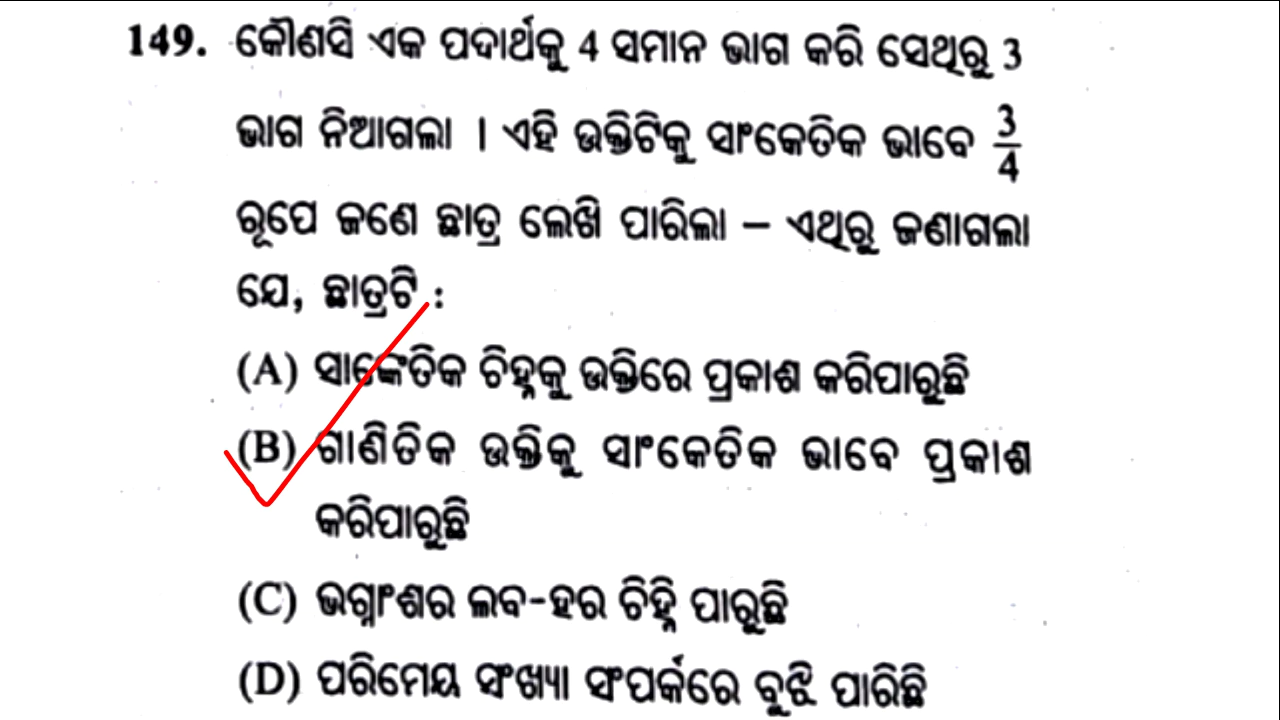 149. କୌଣସି ଏକ ପଦାର୍ଥକୁ 4 ସମାନ ଭାଗ କରି ସେଥିରୁ 3
ଭାଗ ନିଆଗଲା । ଏହି ଉକ୍ତିଟିକୁ ସାଂକେତିକ ଭାବେ 3/4
ରୂପେ ଜଣେ ଛାତ୍ର ଲେଖି ପାରିଲା – ଏଥିରୁ ଜଣାଗଲା
ଯେ, ଛାତ୍ରଟି :
(A) ସାଙ୍କେତିକ ଚିହ୍ନକୁ ଉକ୍ତିରେ ପ୍ରକାଶ କରିପାରୁଛି
(B) ଗାଣିତିକ ଉକ୍ତିକୁ ସାଂକେତିକ ଭାବେ ପ୍ରକାଶ
କରିପାରୁଛି
(C) ଭଗ୍ନାଂଶର ଲବ-ହର ଚିହ୍ନି ପାରୁଛି
(D) ପରିମେୟ ସଂଖ୍ୟା ସଂପର୍କରେ ବୁଝି ପାରିଛି